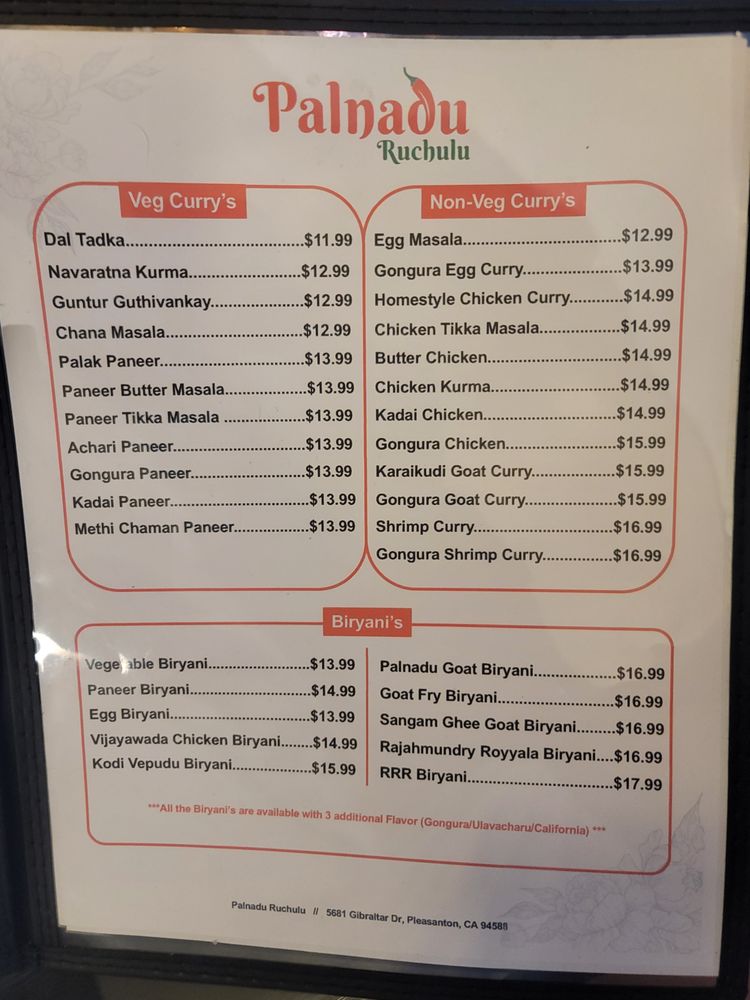 Palnadu
Ruchulu
Veg Curry's
Dal Tadka............................................$11.99
Navaratna Kurma...........................$12.99
Guntur Guthivankay......................$12.99
Chana Masala.................................$12.99
Palak Paneer...................................$13.99
Paneer Butter Masala...................$13.99
Paneer Tikka Masala ....................$13.99
Achari Paneer................................$13.99
Gongura Paneer............................$13.99
Kadai Paneer.................................$13.99
Methi Chaman Paneer..................$13.99
Non-Veg Curry's
Egg Masala......................................$12.99
Gongura Egg Curry........................$13.99
Homestyle Chicken Curry.............$14.99
Chicken Tikka Masala....................$14.99
Butter Chicken................................$14.99
Chicken Kurma...............................$14.99
Kadai Chicken................................$14.99
Gongura Chicken...........................$15.99
Karaikudi Goat Curry....................$15.99
Gongura Goat Curry......................$15.99
Shrimp Curry..................................$16.99
Gongura Shrimp Curry.................$16.99
Biryani's
Vegetable Biryani.........................$13.99
Paneer Biryani..............................$14.99
Egg Biryani...................................$13.99
Vijayawada Chicken Biryani........$14.99
Kodi Vepudu Biryani...................$15.99
Palnadu Goat Biryani....................$16.99
Goat Fry Biryani............................$16.99
Sangam Ghee Goat Biryani.........$16.99
Rajahmundry Royyala Biryani....$16.99
RRR Biryani...................................$17.99
***All the Biryani's are available with 3 additional Flavor (Gongura/Ulavacharu/California) ***
Palnadu Ruchulu // 5681 Gibraltar Dr, Pleasanton, CA 94588